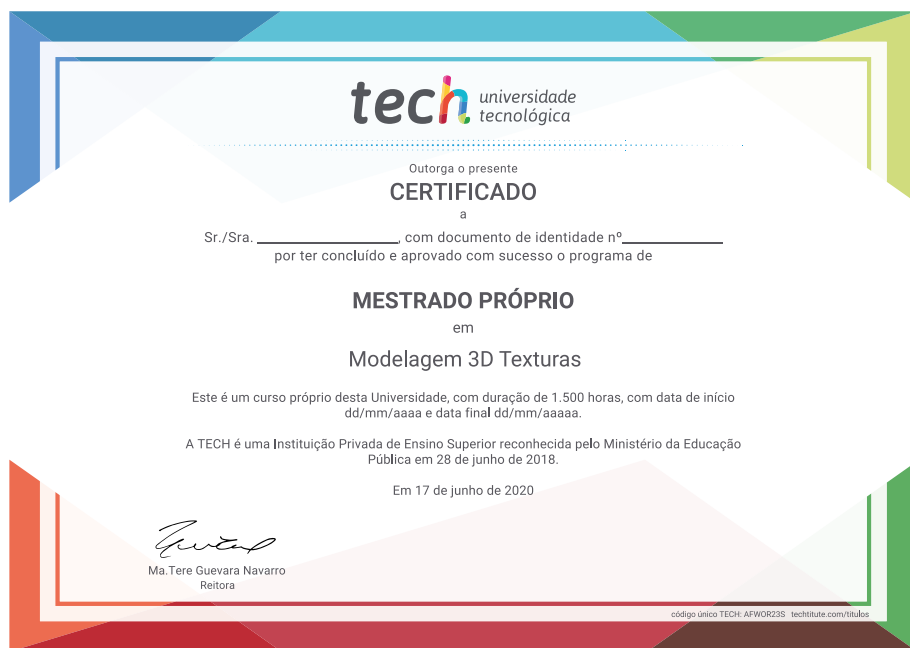 tech universidade
tecnológica
Outorga o presente
CERTIFICADO
a
Sr./Sra. ____________________, com documento de identidade nº______________
por ter concluído e aprovado com sucesso o programa de
MESTRADO PRÓPRIO
em
Modelagem 3D Texturas
Este é um curso próprio desta Universidade, com duração de 1.500 horas, com data de início
dd/mm/aaaa e data final dd/mm/aaaaa.
A TECH é uma Instituição Privada de Ensino Superior reconhecida pelo Ministério da Educação
Pública em 28 de junho de 2018.
Em 17 de junho de 2020
Ma.Tere Guevara Navarro
Reitora
código único TECH: AFWOR23S techtitute.com/titulos